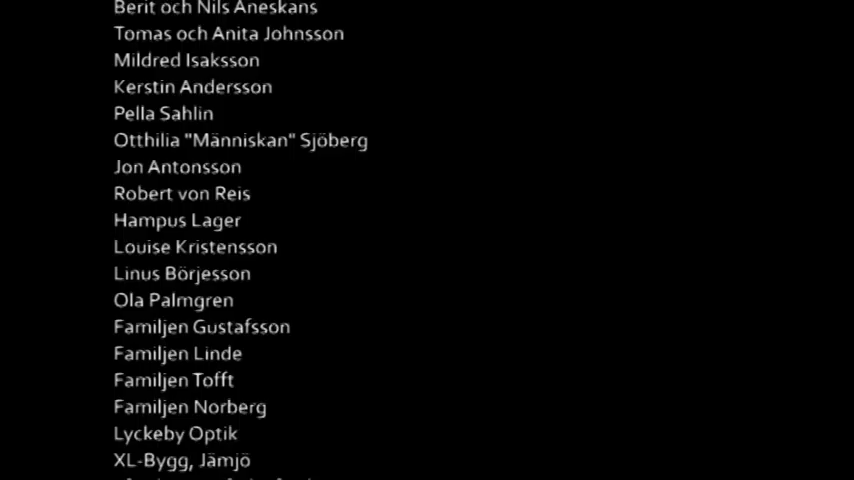 Berit och Nils Aneskans
Tomas och Anita Johnsson
Mildred Isaksson
Kerstin Andersson
Pella Sahlin
Otthilia "Människan" Sjöberg
Jon Antonsson
Robert von Reis
Hampus Lager
Louise Kristensson
Linus Börjesson
Ola Palmgren
Familjen Gustafsson
Familjen Linde
Familjen Tofft
Familjen Norberg
Lyckeby Optik
XL-Bygg, Jämjö